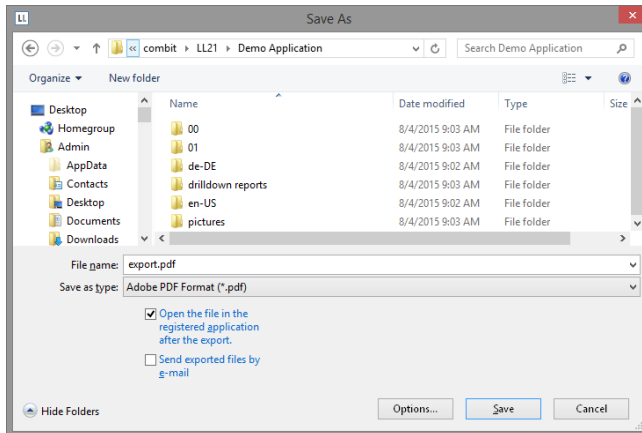 LL
Save As
« combit ▸ LL21 ▸ Demo Application
Search Demo Application
Organize
New folder
Name
Date modified
Type
Size
Desktop
Homegroup
Admin
AppData
Contacts
Desktop
Documents
Downloads
00 8/4/2015 9:03 AM File folder
01 8/4/2015 9:03 AM File folder
de-DE 8/4/2015 9:02 AM File folder
drilldown reports 8/4/2015 9:03 AM File folder
en-US 8/4/2015 9:02 AM File folder
pictures 8/4/2015 9:03 AM File folder
File name: export.pdf
Save as type: Adobe PDF Format (*.pdf)
Open the file in the
registered application
after the export.
Send exported files by
e-mail
Hide Folders
Options...
Save
Cancel